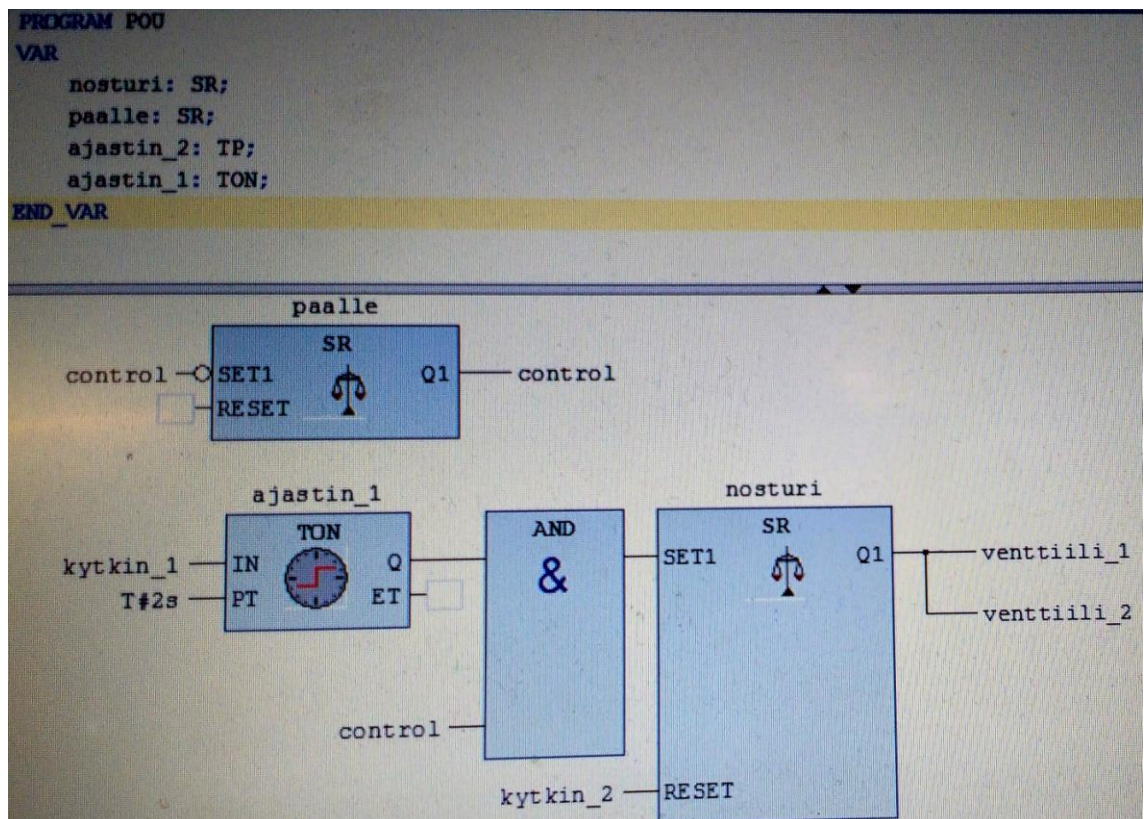 PROGRAM POU
VAR
nosturi: SR;
paalle: SR;
ajastin_2: TP;
ajastin_1: TON;
END_VAR
paalle
SR
control SET1 Q1 control
RESET
ajastin_1
TON
kytkin_1 IN Q
T#2s PT ET
AND
&
control
nosturi
SR
SET1 Q1 venttiili_1
venttiili_2
kytkin_2 RESET